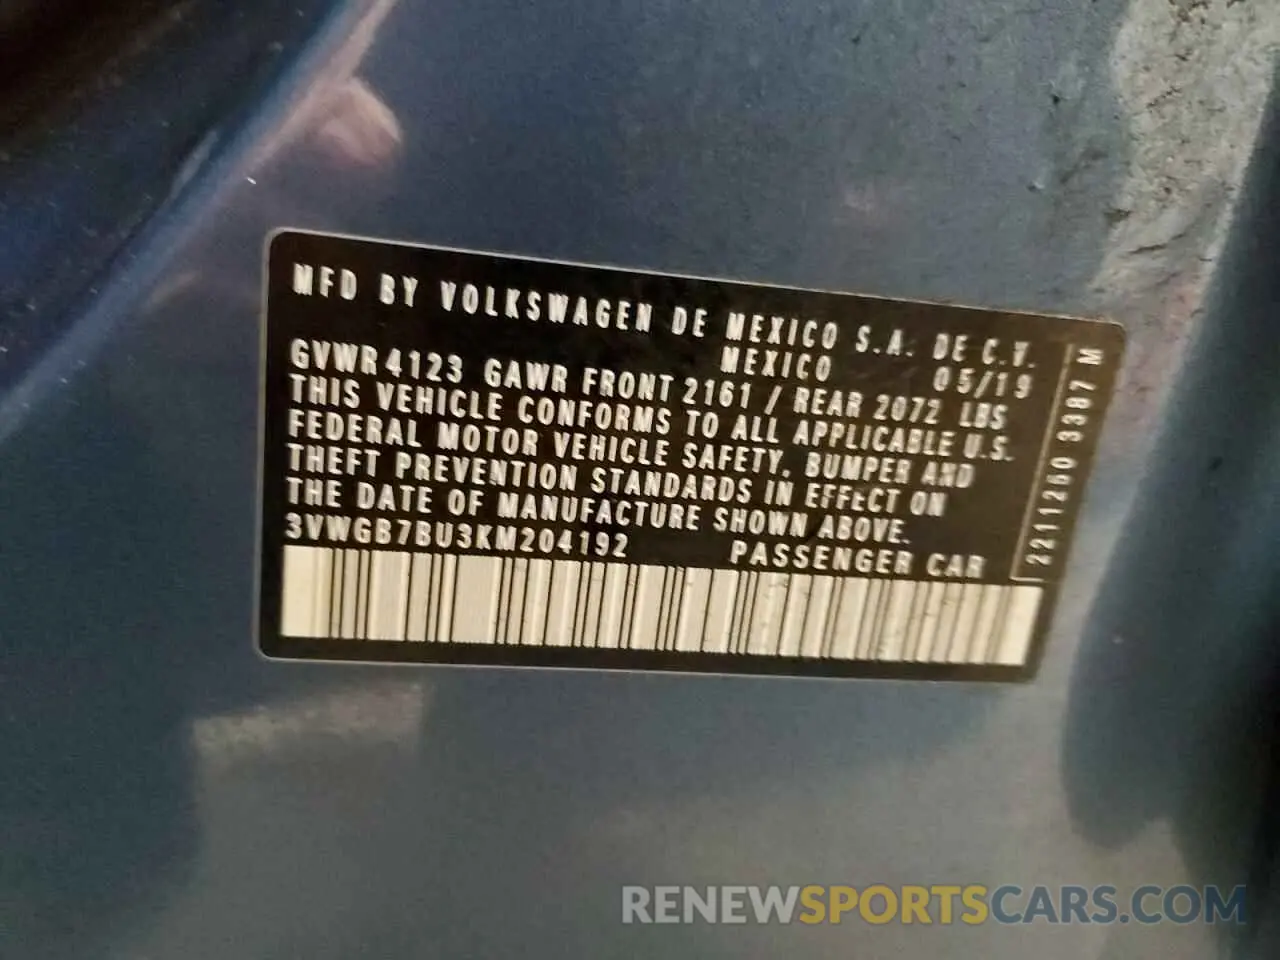 MFD BY VOLKSWAGEN DE MEXICO S.A. DE C.V.
MEXICO 05/19
GVWR 4123 GAWR FRONT 2161 / REAR 2072 LBS
THIS VEHICLE CONFORMS TO ALL APPLICABLE U.S.
FEDERAL MOTOR VEHICLE SAFETY, BUMPER AND
THEFT PREVENTION STANDARDS IN EFFECT ON
THE DATE OF MANUFACTURE SHOWN ABOVE.
3VWGB7BU3KM204192 PASSENGER CAR
2211260 3387 M
RENEWSPORTSCARS.COM